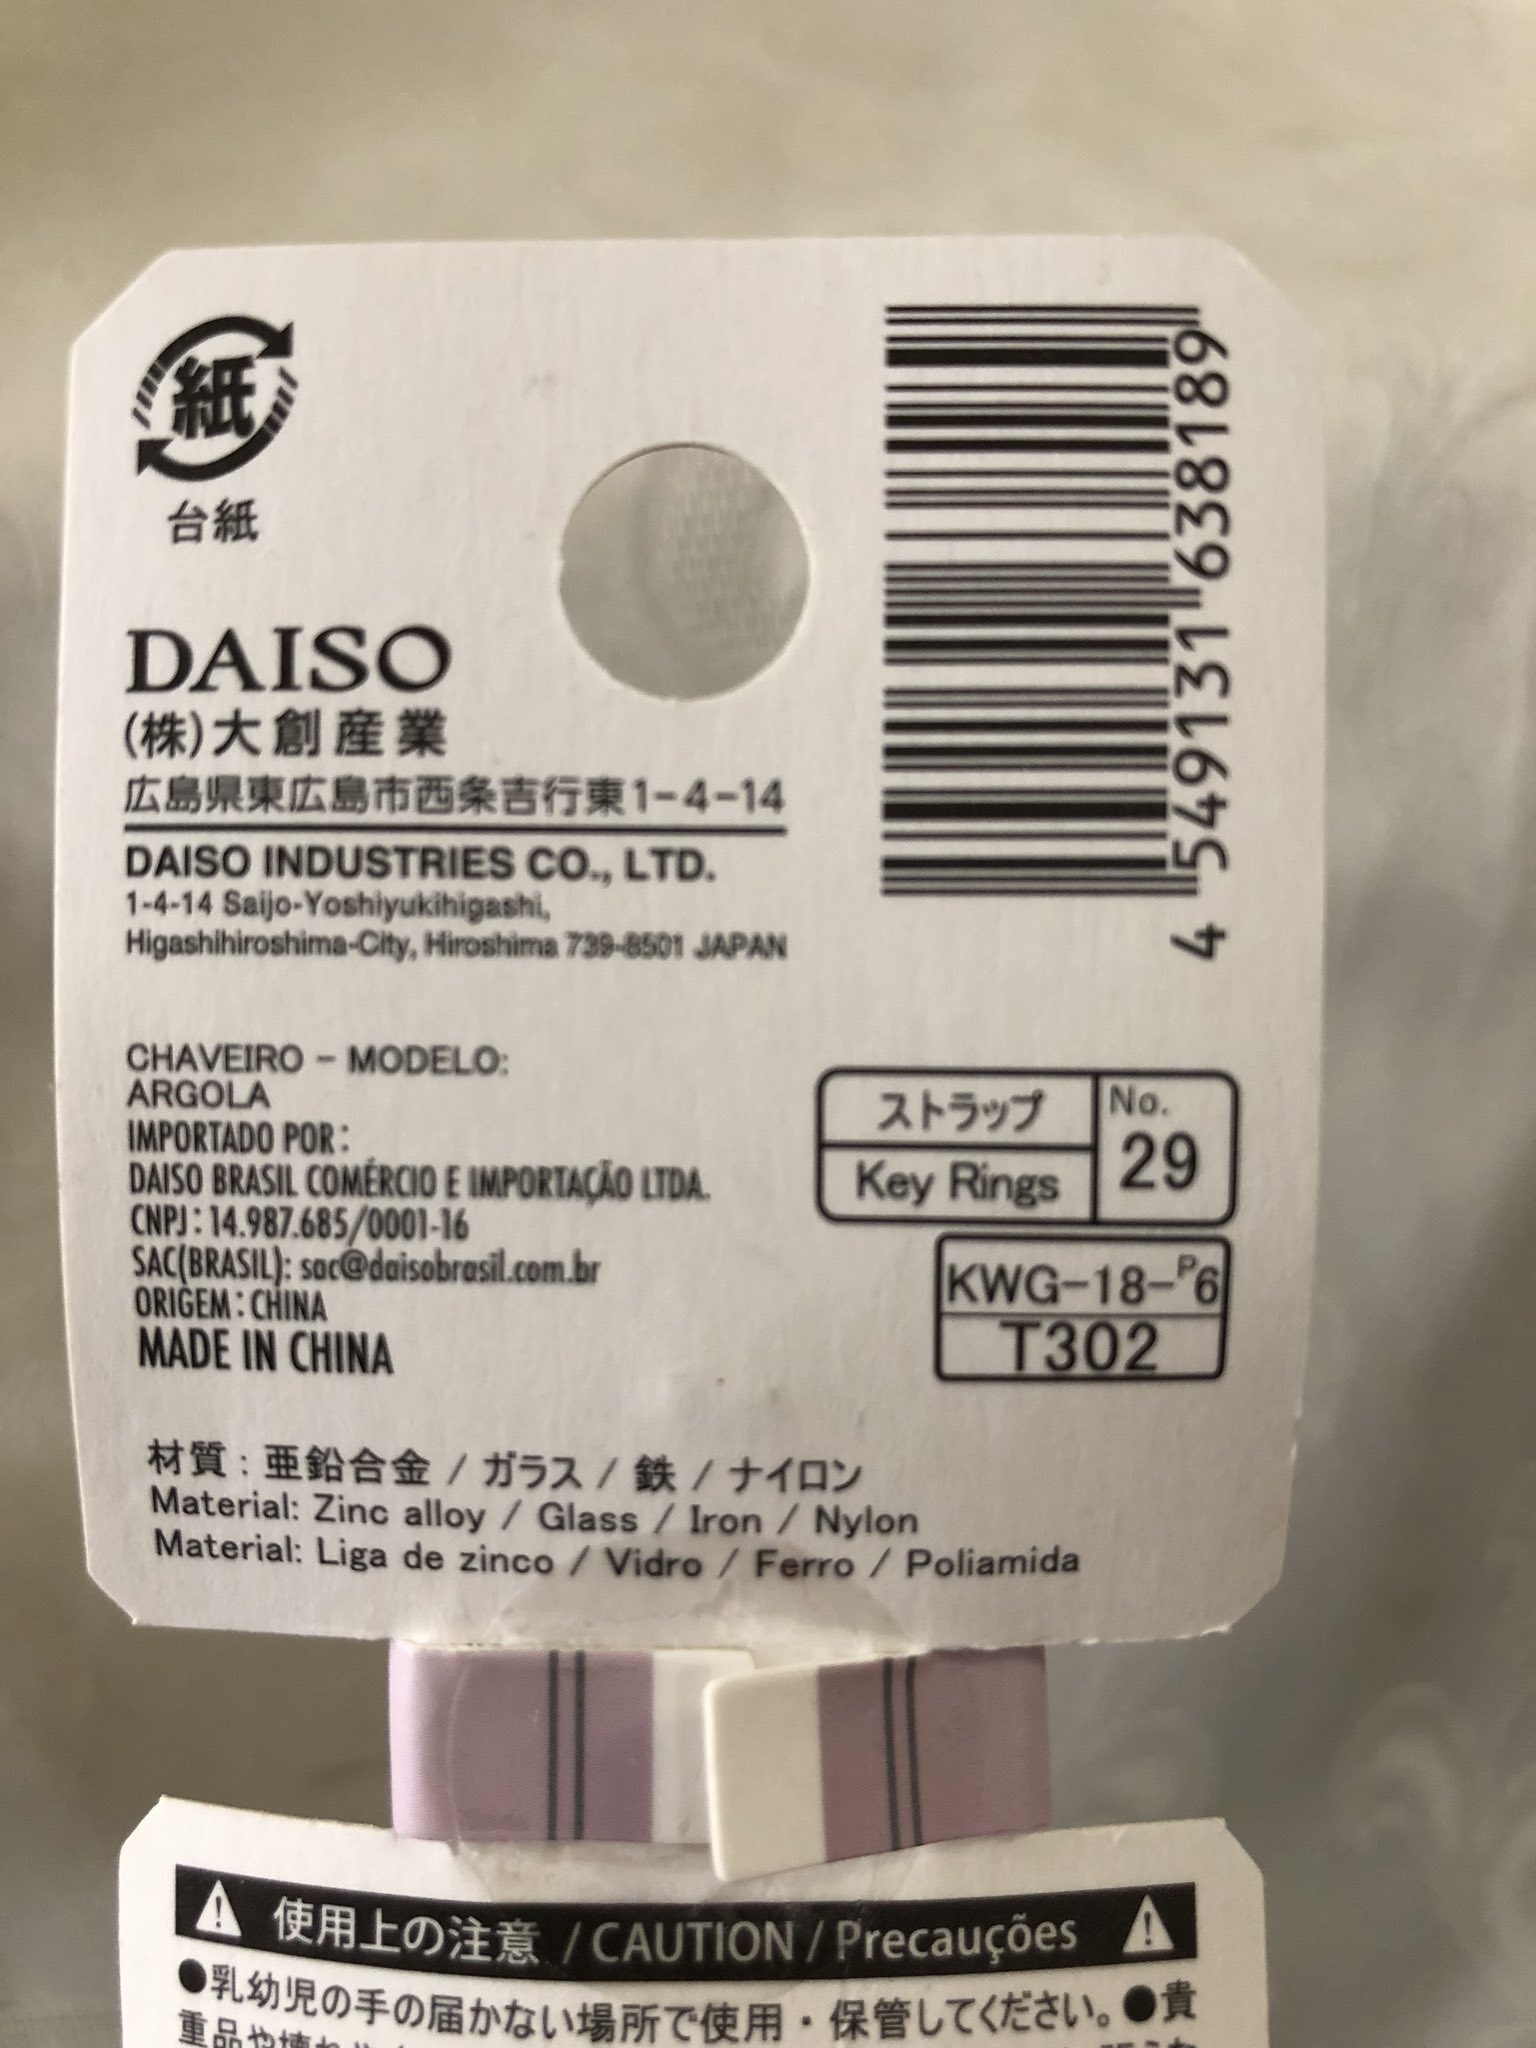 紙
台紙
DAISO
(株)大創産業
広島県東広島市西条吉行東1-4-14
DAISO INDUSTRIES CO., LTD.
1-4-14 Saijo-Yoshiyukihigashi,
Higashihiroshima-City, Hiroshima 739-8501 JAPAN
4 549131 638189
CHAVEIRO - MODELO:
ARGOLA
IMPORTADO POR:
DAISO BRASIL COMÉRCIO E IMPORTAÇÃO LTDA.
CNPJ: 14.987.685/0001-16
SAC(BRASIL): sac@daisobrasil.com.br
ORIGEM: CHINA
MADE IN CHINA
ストラップ
Key Rings
No.
29
KWG-18-P6
T302
材質:亜鉛合金 / ガラス / 鉄 / ナイロン
Material: Zinc alloy / Glass / Iron / Nylon
Material: Liga de zinco / Vidro / Ferro / Poliamida
使用上の注意 / CAUTION / Precauções
●乳幼児の手の届かない場所で使用・保管してください。●貴
重品や壊れや